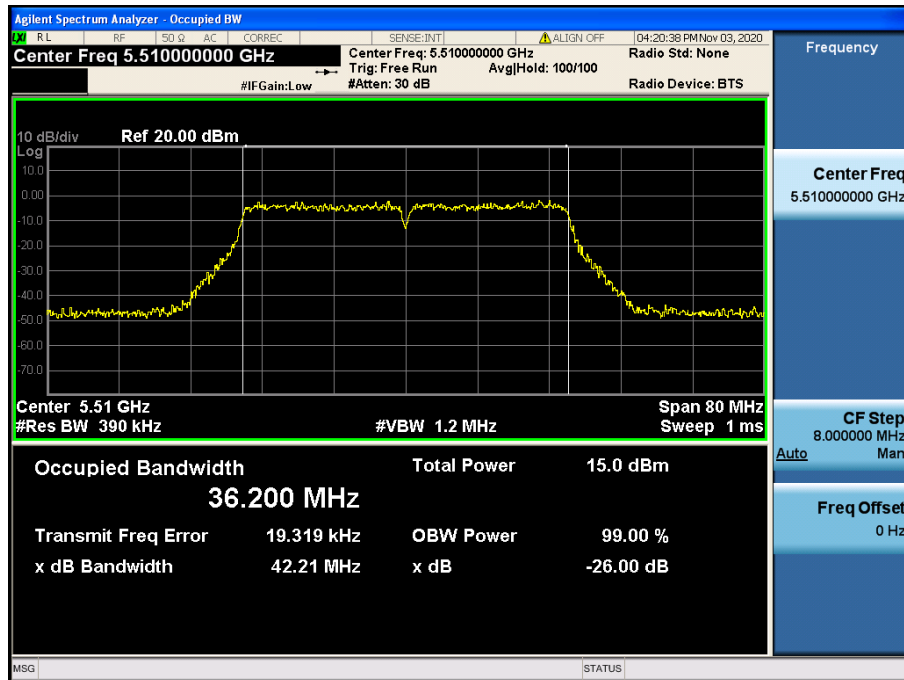 Agilent Spectrum Analyzer - Occupied BW
LXI RL RF 50 Ω AC CORREC SENSE:INT ALIGN OFF 04:20:38 PM Nov 03, 2020
Center Freq 5.510000000 GHz
Center Freq: 5.510000000 GHz
Radio Std: None
Trig: Free Run Avg|Hold: 100/100
#IFGain:Low
#Atten: 30 dB
Radio Device: BTS
Frequency
10 dB/div Ref 20.00 dBm
Log
10.0
0.00
-10.0
-20.0
-30.0
-40.0
-50.0
-60.0
-70.0
Center 5.51 GHz
Span 80 MHz
#Res BW 390 kHz
#VBW 1.2 MHz
Sweep 1 ms
Occupied Bandwidth
Total Power 15.0 dBm
36.200 MHz
Transmit Freq Error 19.319 kHz
OBW Power 99.00 %
x dB Bandwidth 42.21 MHz
x dB -26.00 dB
Center Freq
5.510000000 GHz
CF Step
8.000000 MHz
Auto Man
Freq Offset
0 Hz
MSG
STATUS